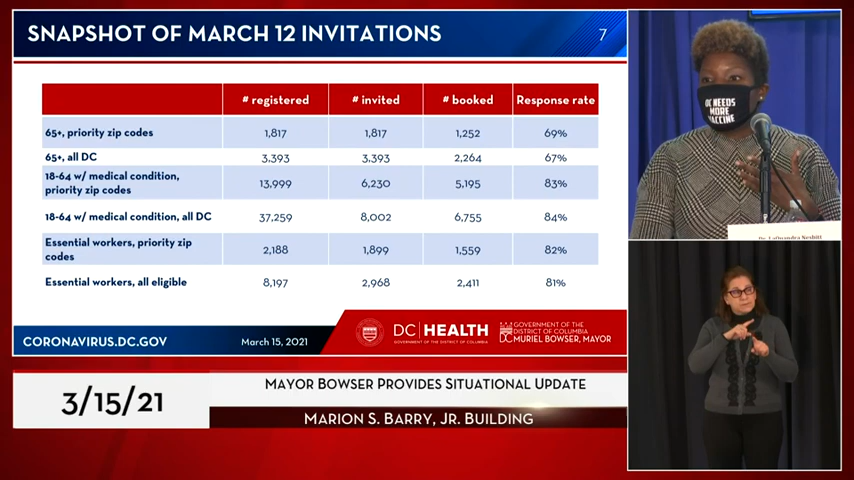 SNAPSHOT OF MARCH 12 INVITATIONS
7
# registered # invited # booked Response rate
65+, priority zip codes 1,817 1,817 1,252 69%
65+, all DC 3,393 3,393 2,264 67%
18-64 w/ medical condition,
priority zip codes 13,999 6,230 5,195 83%
18-64 w/ medical condition, all DC 37,259 8,002 6,755 84%
Essential workers, priority zip
codes 2,188 1,899 1,559 82%
Essential workers, all eligible 8,197 2,968 2,411 81%
CORONAVIRUS.DC.GOV
March 15, 2021
DC HEALTH
GOVERNMENT OF THE DISTRICT OF COLUMBIA
GOVERNMENT OF THE
DISTRICT OF COLUMBIA
DC MURIEL BOWSER, MAYOR
3/15/21
MAYOR BOWSER PROVIDES SITUATIONAL UPDATE
MARION S. BARRY, JR. BUILDING
DC NEEDS
MORE
VACCINE
Dr. LaQuandra Nesbitt